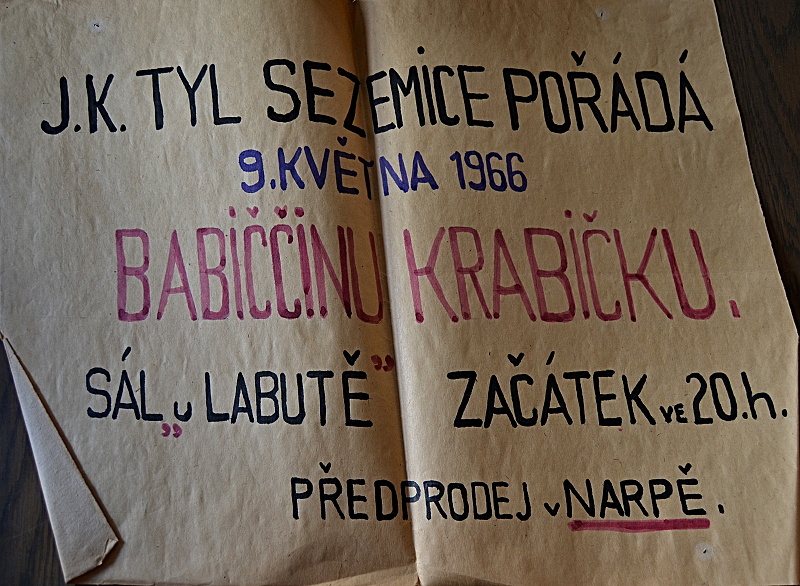 J.K. TYL SEZEMICE POŘÁDÁ
9. KVĚTNA 1966
BABIČČINU KRABIČKU.
SÁL „U LABUTĚ” ZAČÁTEK VE 20.h.
PŘEDPRODEJ v NARPĚ.